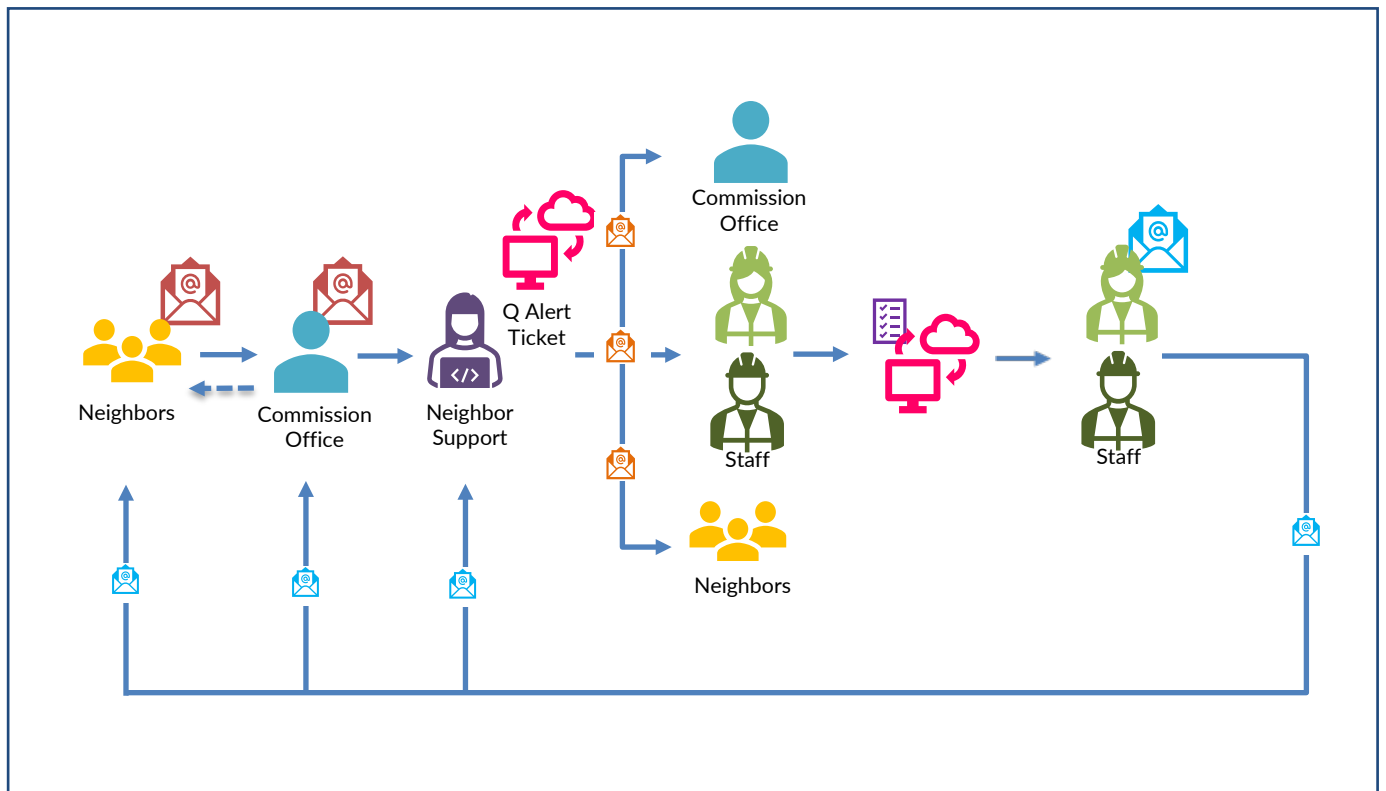 Neighbors
Commission
Office
Neighbor
Support
Q Alert
Ticket
Commission
Office
Staff
Neighbors
Staff